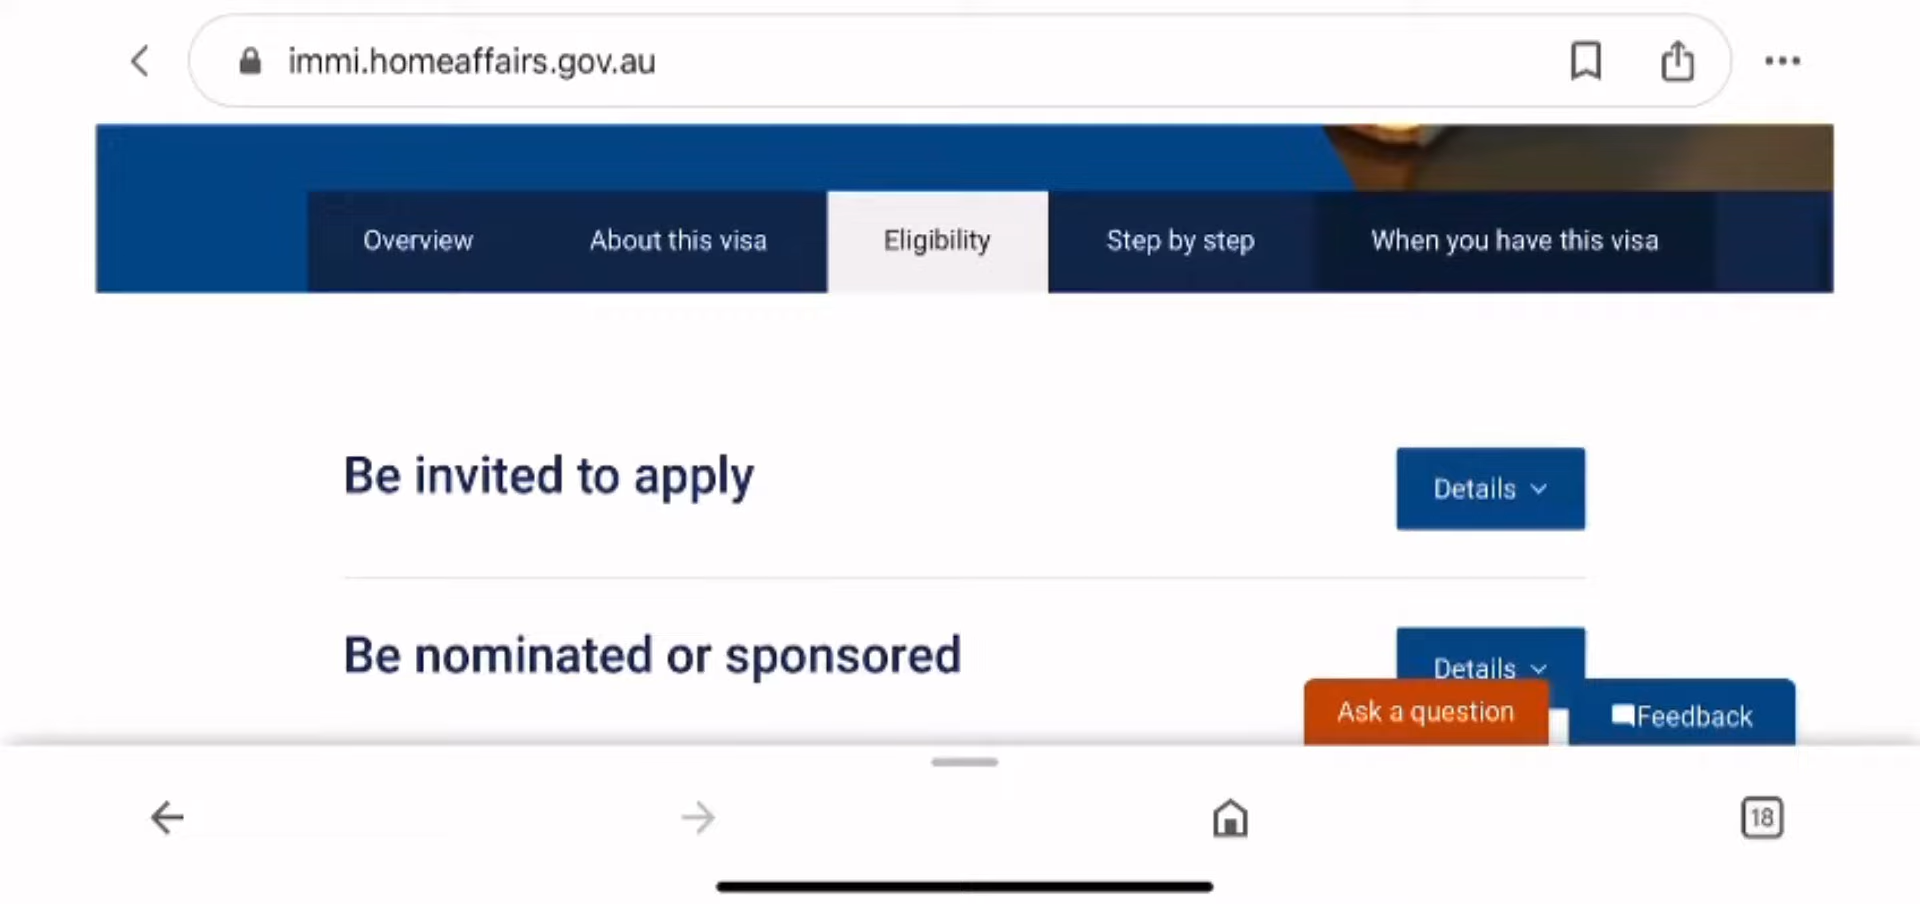 immi.homeaffairs.gov.au
Overview About this visa Eligibility Step by step When you have this visa
Be invited to apply Details
Be nominated or sponsored Details
Ask a question Feedback
18